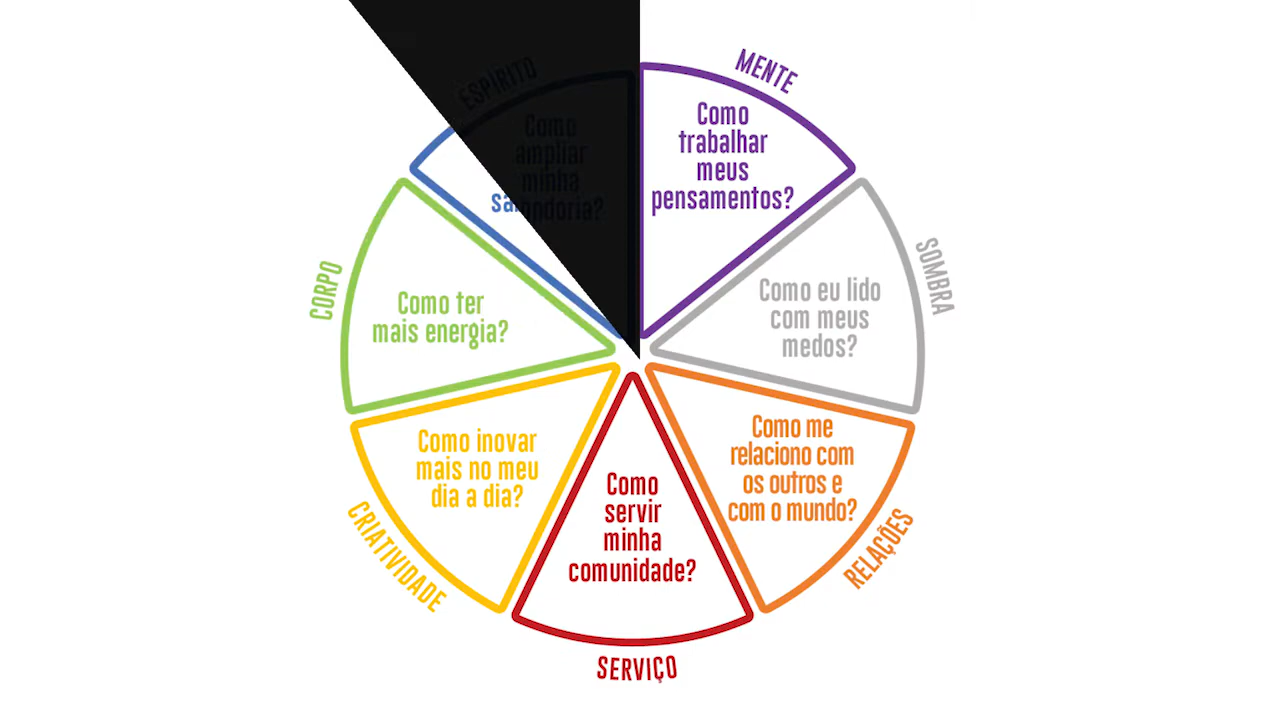 MENTE
Como
trabalhar
meus
pensamentos?
SOMBRA
Como eu lido
com meus
medos?
RELAÇÕES
Como me
relaciono com
os outros e
com o mundo?
SERVIÇO
Como
servir
minha
comunidade?
CRIATIVIDADE
Como inovar
mais no meu
dia a dia?
CORPO
Como ter
mais energia?
ESPÍRITO
Como
ampliar
minha
sabedoria?